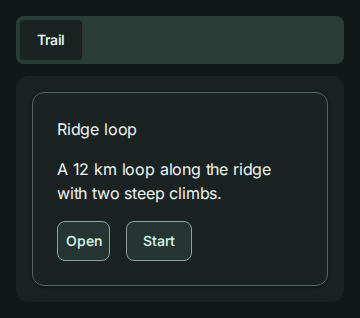 Trail
Ridge loop
A 12 km loop along the ridge
with two steep climbs.
Open
Start